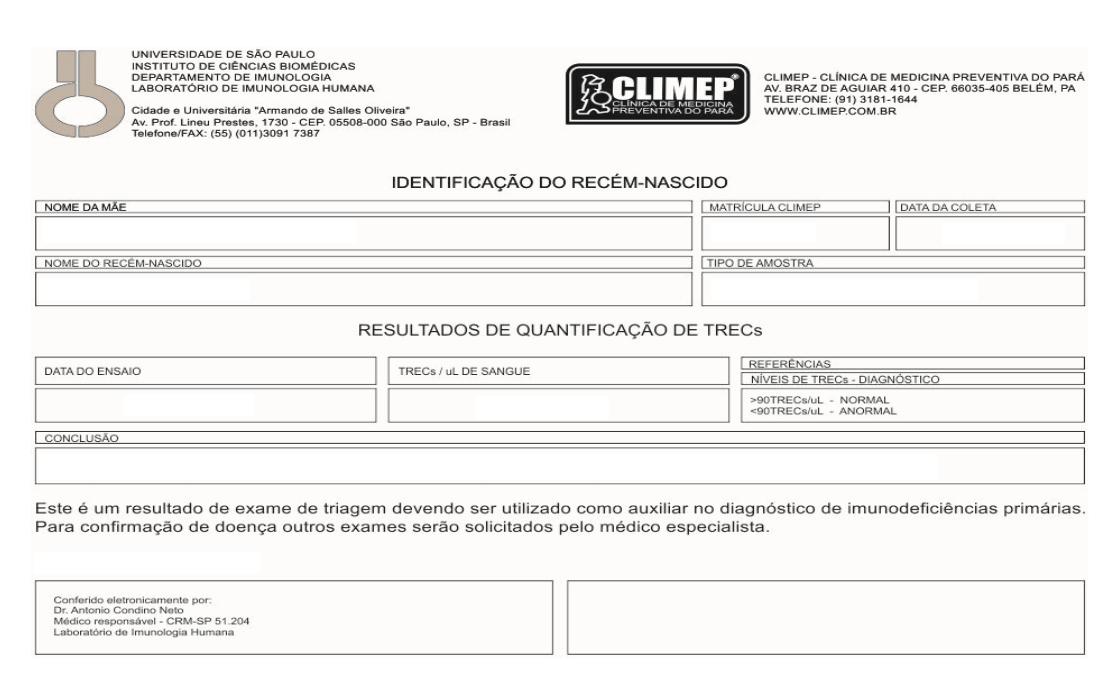 UNIVERSIDADE DE SÃO PAULO
INSTITUTO DE CIÊNCIAS BIOMÉDICAS
DEPARTAMENTO DE IMUNOLOGIA
LABORATÓRIO DE IMUNOLOGIA HUMANA
Cidade e Universitária "Armando de Salles Oliveira"
Av. Prof. Lineu Prestes, 1730 - CEP. 05508-000 São Paulo, SP - Brasil
Telefone/FAX: (55) (011)3091 7387
CLIMEP®
CLÍNICA DE MEDICINA
PREVENTIVA DO PARÁ
CLIMEP - CLÍNICA DE MEDICINA PREVENTIVA DO PARÁ
AV. BRAZ DE AGUIAR 410 - CEP. 66035-405 BELÉM, PA
TELEFONE: (91) 3181-1644
WWW.CLIMEP.COM.BR
IDENTIFICAÇÃO DO RECÉM-NASCIDO
NOME DA MÃE
MATRÍCULA CLIMEP
DATA DA COLETA
NOME DO RECÉM-NASCIDO
TIPO DE AMOSTRA
RESULTADOS DE QUANTIFICAÇÃO DE TRECs
DATA DO ENSAIO
TRECs / uL DE SANGUE
REFERÊNCIAS
NÍVEIS DE TRECs - DIAGNÓSTICO
>90TRECs/uL - NORMAL
<90TRECs/uL - ANORMAL
CONCLUSÃO
Este é um resultado de exame de triagem devendo ser utilizado como auxiliar no diagnóstico de imunodeficiências primárias.
Para confirmação de doença outros exames serão solicitados pelo médico especialista.
Conferido eletronicamente por:
Dr. Antonio Condino Neto
Médico responsável - CRM-SP 51.204
Laboratório de Imunologia Humana